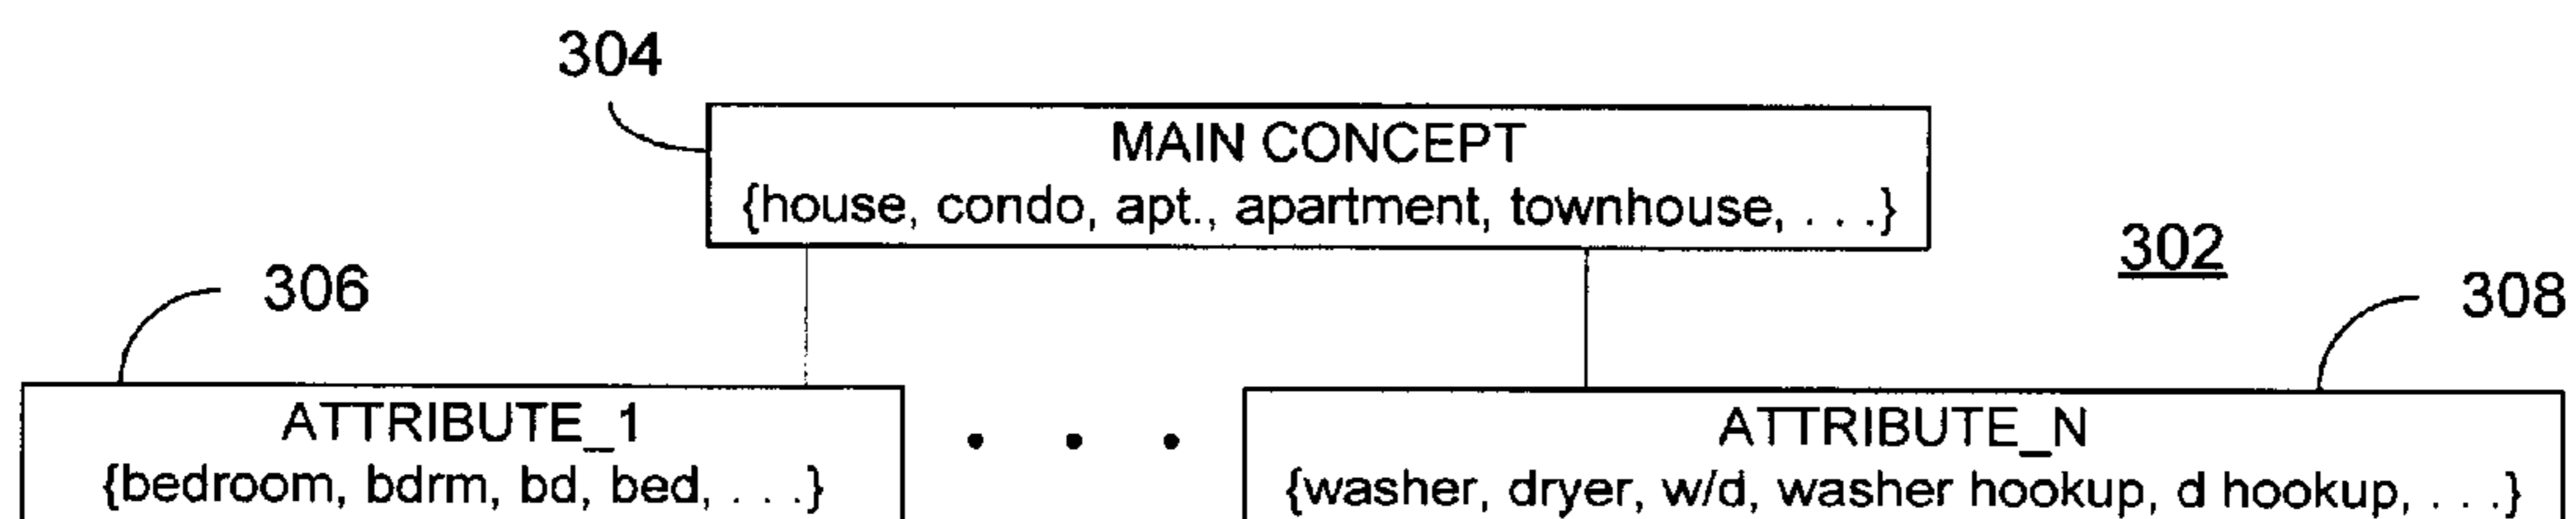 304
MAIN CONCEPT
{house, condo, apt., apartment, townhouse, . . .}
302
306
308
ATTRIBUTE_1
{bedroom, bdrm, bd, bed, . . .}
. . .
ATTRIBUTE_N
{washer, dryer, w/d, washer hookup, d hookup, . . .}